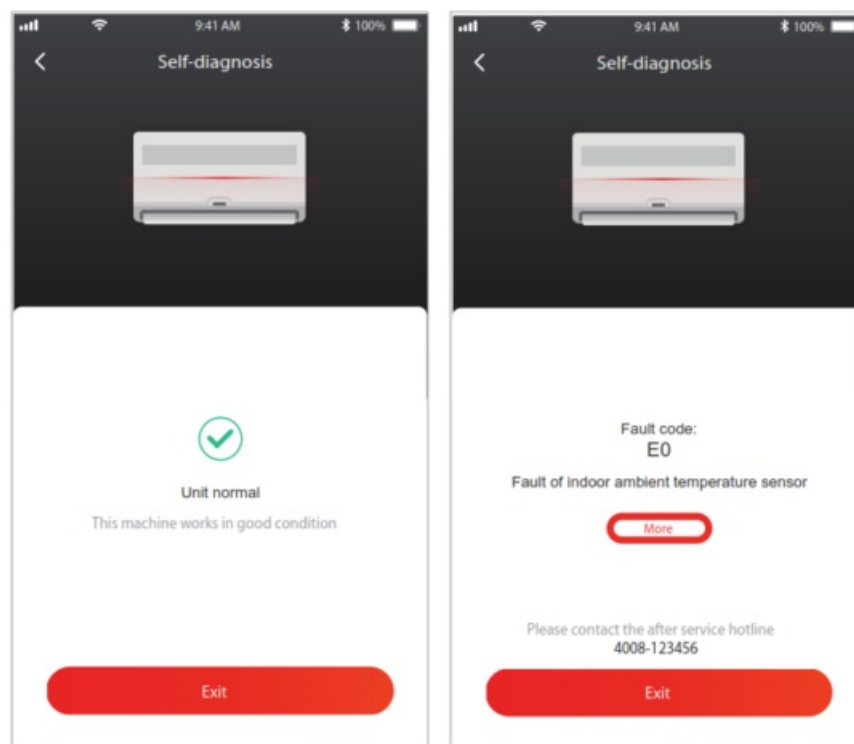 9:41 AM
100%
Self-diagnosis
Unit normal
This machine works in good condition
Exit
9:41 AM
100%
Self-diagnosis
Fault code:
E0
Fault of indoor ambient temperature sensor
More
Please contact the after service hotline
4008-123456
Exit